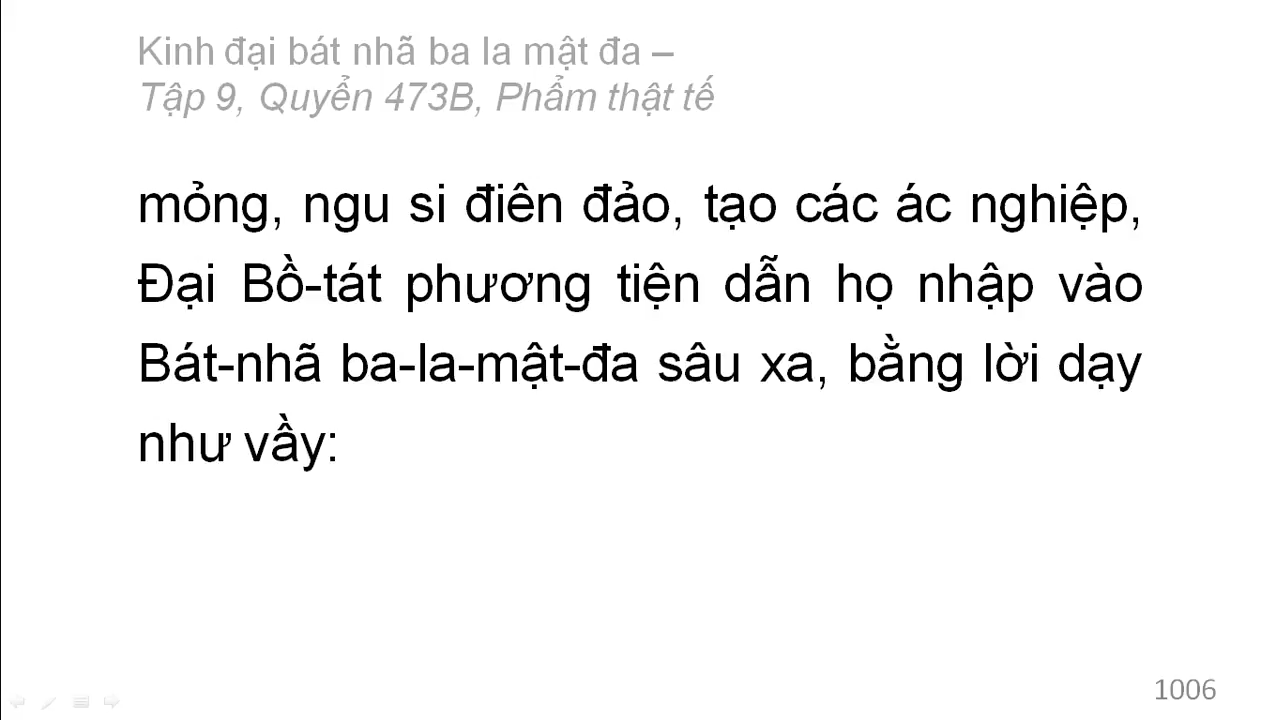 Kinh đại bát nhã ba la mật đa –
Tập 9, Quyển 473B, Phẩm thật tế
mỏng, ngu si điên đảo, tạo các ác nghiệp,
Đại Bồ-tát phương tiện dẫn họ nhập vào
Bát-nhã ba-la-mật-đa sâu xa, bằng lời dạy
như vầy:
1006